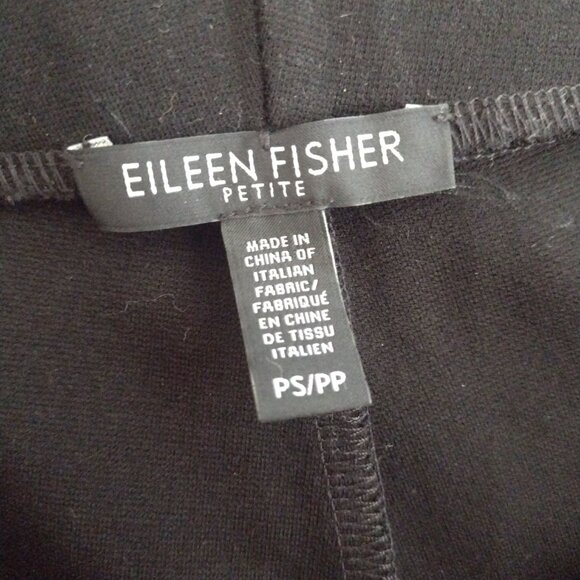 EILEEN FISHER
PETITE
MADE IN
CHINA OF
ITALIAN
FABRIC/
FABRIQUÉ
EN CHINE
DE TISSU
ITALIEN
PS/PP